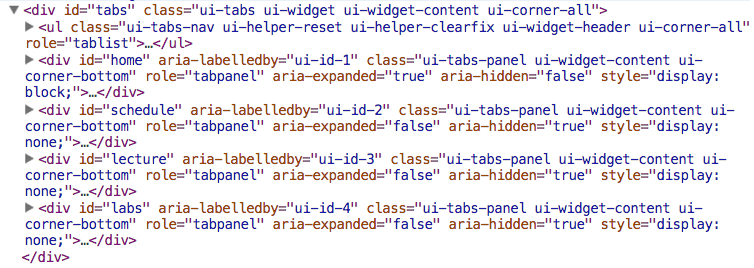 ▼<div id="tabs" class="ui-tabs ui-widget ui-widget-content ui-corner-all">
▶<ul class="ui-tabs-nav ui-helper-reset ui-helper-clearfix ui-widget-header ui-corner-all"
role="tablist">…</ul>
▶<div id="home" aria-labelledby="ui-id-1" class="ui-tabs-panel ui-widget-content ui-
corner-bottom" role="tabpanel" aria-expanded="true" aria-hidden="false" style="display:
block;">…</div>
▶<div id="schedule" aria-labelledby="ui-id-2" class="ui-tabs-panel ui-widget-content ui-
corner-bottom" role="tabpanel" aria-expanded="false" aria-hidden="true" style="display:
none;">…</div>
▶<div id="lecture" aria-labelledby="ui-id-3" class="ui-tabs-panel ui-widget-content ui-
corner-bottom" role="tabpanel" aria-expanded="false" aria-hidden="true" style="display:
none;">…</div>
▶<div id="labs" aria-labelledby="ui-id-4" class="ui-tabs-panel ui-widget-content ui-
corner-bottom" role="tabpanel" aria-expanded="false" aria-hidden="true" style="display:
none;">…</div>
</div>